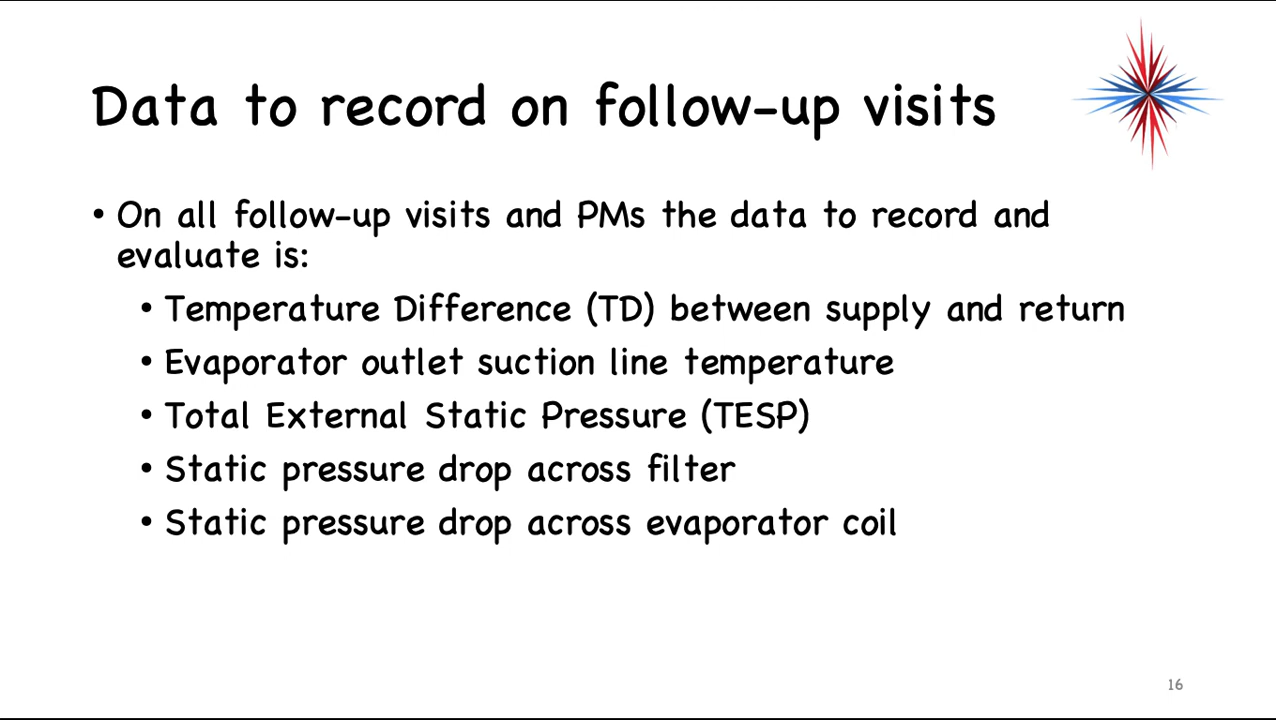 Data to record on follow-up visits
• On all follow-up visits and PMs the data to record and
evaluate is:
• Temperature Difference (TD) between supply and return
• Evaporator outlet suction line temperature
• Total External Static Pressure (TESP)
• Static pressure drop across filter
• Static pressure drop across evaporator coil
16